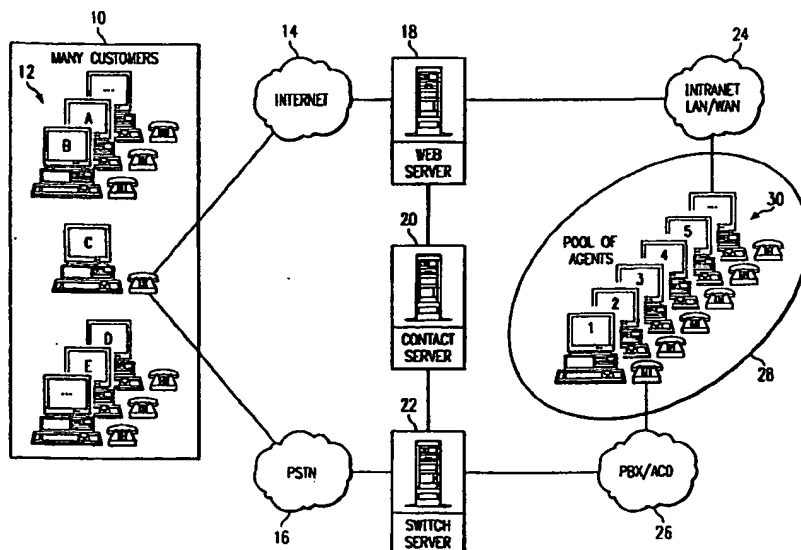 10
MANY CUSTOMERS
12
---
A
B
C
D
E
---
14
INTERNET
16
PSTN
18
WEB
SERVER
20
CONTACT
SERVER
22
SWITCH
SERVER
24
INTRANET
LAN/WAN
POOL OF
AGENTS
30
---
5
4
3
2
1
28
PBX/ACD
26